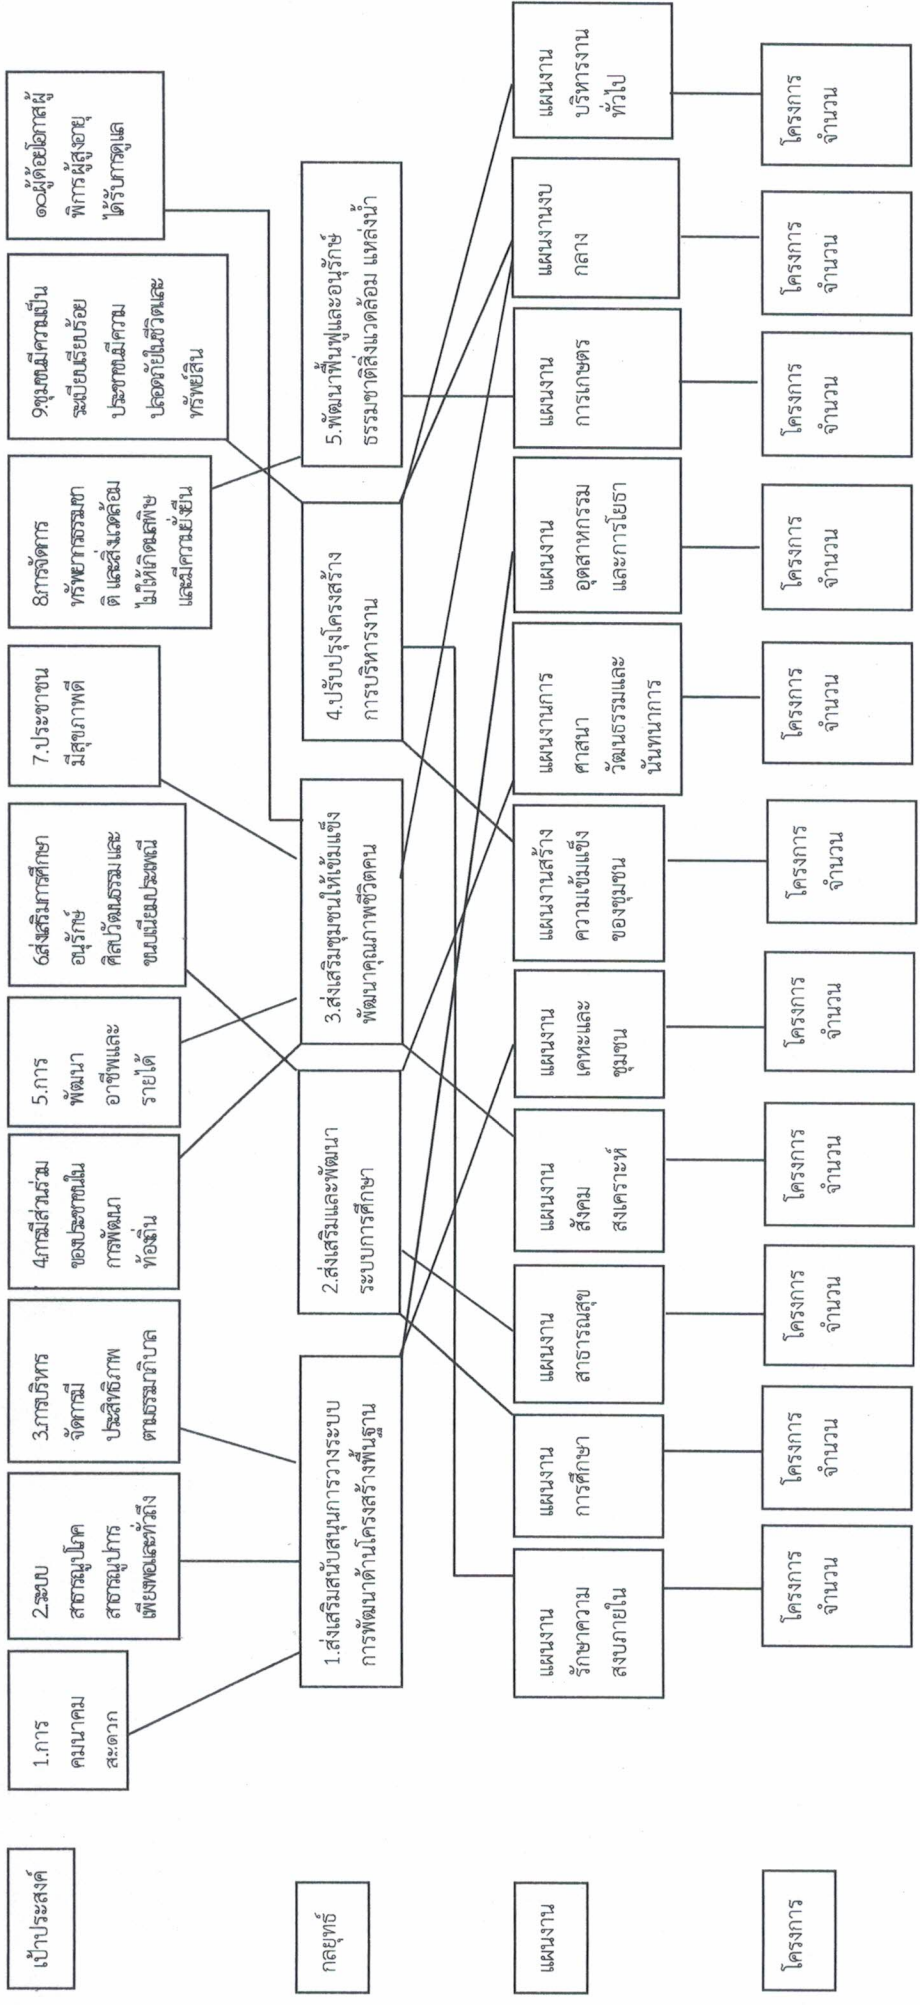 เป้าประสงค์
1.การ
คมนาคม
สะดวก
2.ระบบ
สาธารณูปโภค
สาธารณูปการ
เพียงพอและทั่วถึง
3.การบริหาร
จัดการมี
ประสิทธิภาพ
ตามธรรมาภิบาล
4.การมีส่วนร่วม
ของประชาชนใน
การพัฒนา
ท้องถิ่น
5.การ
พัฒนา
อาชีพและ
รายได้
6.ส่งเสริมการศึกษา
อนุรักษ์
ศิลปวัฒนธรรมและ
ขนบเนียมประเพณี
7.ประชาชน
มีสุขภาพดี
8.การจัดการ
ทรัพยากรธรรมชา
ติ และสิ่งแวดล้อม
ไม่ให้เกิดมลพิษ
และมีความยั่งยืน
9.ชุมชนมีความเป็น
ระเบียบเรียบร้อย
ประชาชนมีความ
ปลอดภัยในชีวิตและ
ทรัพย์สิน
๑๐.ผู้ด้อยโอกาสผู้
พิการ ผู้สูงอายุ
ได้รับการดูแล
กลยุทธ์
1.ส่งเสริมสนับสนุนการวางระบบ
การพัฒนาด้านโครงสร้างพื้นฐาน
2.ส่งเสริมและพัฒนา
ระบบการศึกษา
3.ส่งเสริมชุมชนให้เข้มแข็ง
พัฒนาคุณภาพชีวิตคน
4.ปรับปรุงโครงสร้าง
การบริหารงาน
5.พัฒนาฟื้นฟูและอนุรักษ์
ธรรมชาติสิ่งแวดล้อม แหล่งน้ำ
แผนงาน
แผนงาน
รักษาความ
สงบภายใน
แผนงาน
การศึกษา
แผนงาน
สาธารณสุข
แผนงาน
สังคม
สงเคราะห์
แผนงาน
เคหะและ
ชุมชน
แผนงานสร้าง
ความเข้มแข็ง
ของชุมชน
แผนงานการ
ศาสนา
วัฒนธรรมและ
นันทนาการ
แผนงาน
อุตสาหกรรม
และการโยธา
แผนงาน
การเกษตร
แผนงานงบ
กลาง
แผนงาน
บริหารงาน
ทั่วไป
โครงการ
โครงการ
จำนวน
โครงการ
จำนวน
โครงการ
จำนวน
โครงการ
จำนวน
โครงการ
จำนวน
โครงการ
จำนวน
โครงการ
จำนวน
โครงการ
จำนวน
โครงการ
จำนวน
โครงการ
จำนวน
โครงการ
จำนวน